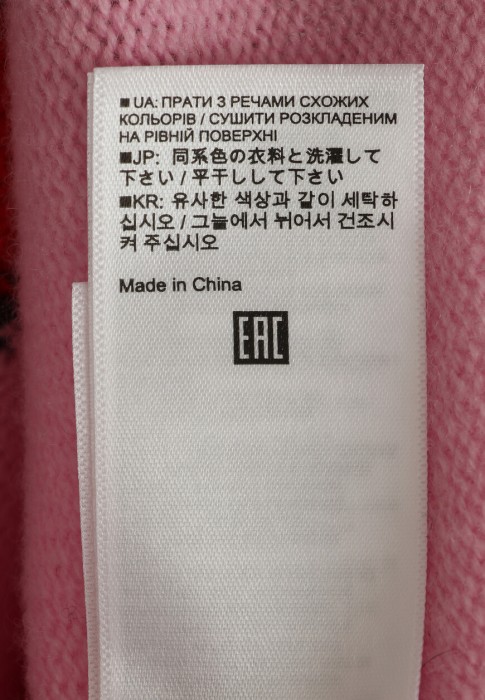 ■ UA: ПРАТИ З РЕЧАМИ СХОЖИХ
КОЛЬОРІВ / СУШИТИ РОЗКЛАДЕНИМ
НА РІВНІЙ ПОВЕРХНІ
■JP: 同系色の衣料と洗濯して
下さい / 平干しして下さい
■KR: 유사한 색상과 같이 세탁하
십시오 / 그늘에서 뉘어서 건조시
켜 주십시오
Made in China
EAC